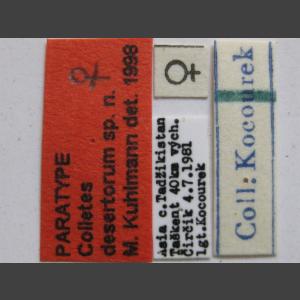 ♀
PARATYPE
Colletes
desertorum sp. n.
M. Kuhlmann det. 1998
♀
Asia c.Tadžikistan
Taškent 40km vých.
Čirčik 4.7.1981
lgt.Kocourek
Coll. Kocourek